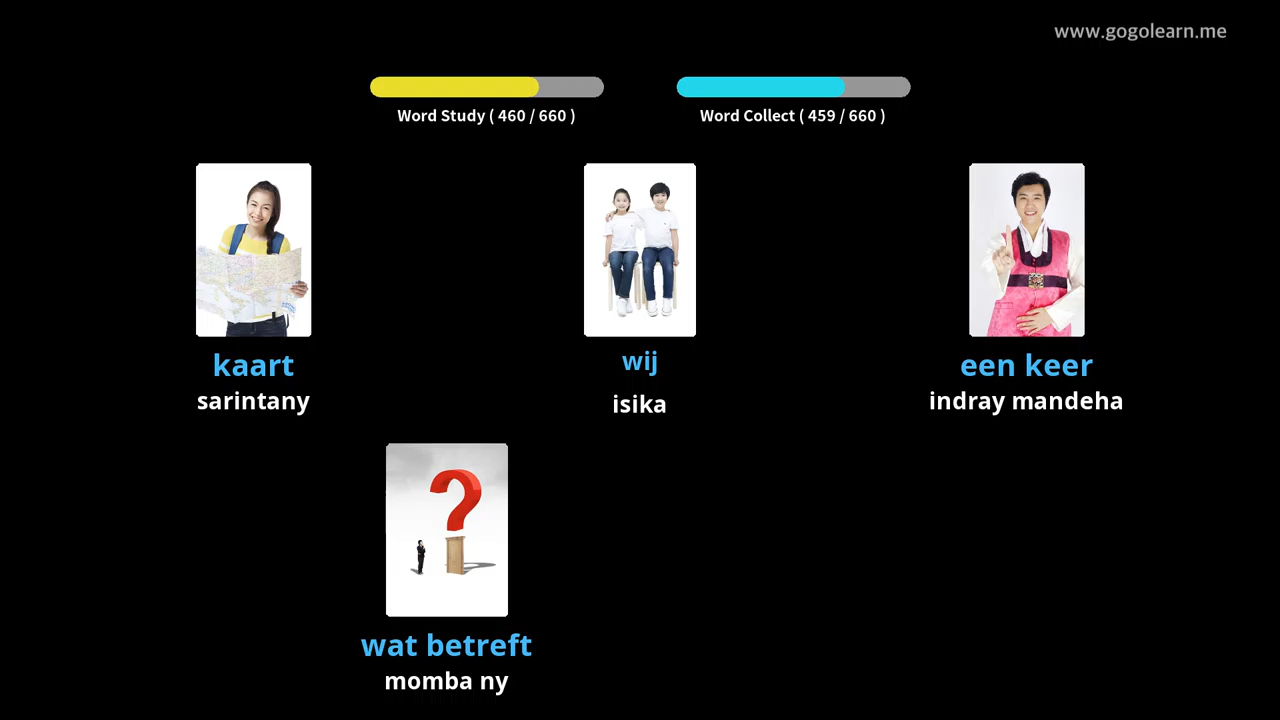 www.gogolearn.me
Word Study ( 460 / 660 )
Word Collect ( 459 / 660 )
kaart
sarintany
wij
isika
een keer
indray mandeha
wat betreft
momba ny